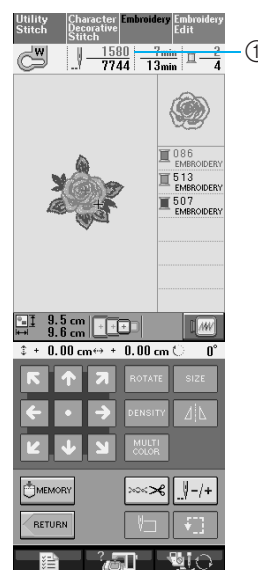 Utility Stitch
Character Decorative Stitch
Embroidery
Embroidery Edit
W
1580
7744
7min
13min
2
4
①
086
EMBROIDERY
513
EMBROIDERY
507
EMBROIDERY
9.5 cm
9.6 cm
+ 0.00 cm ↔ + 0.00 cm 0°
ROTATE
SIZE
DENSITY
MULTI COLOR
MEMORY
-/+
RETURN
?